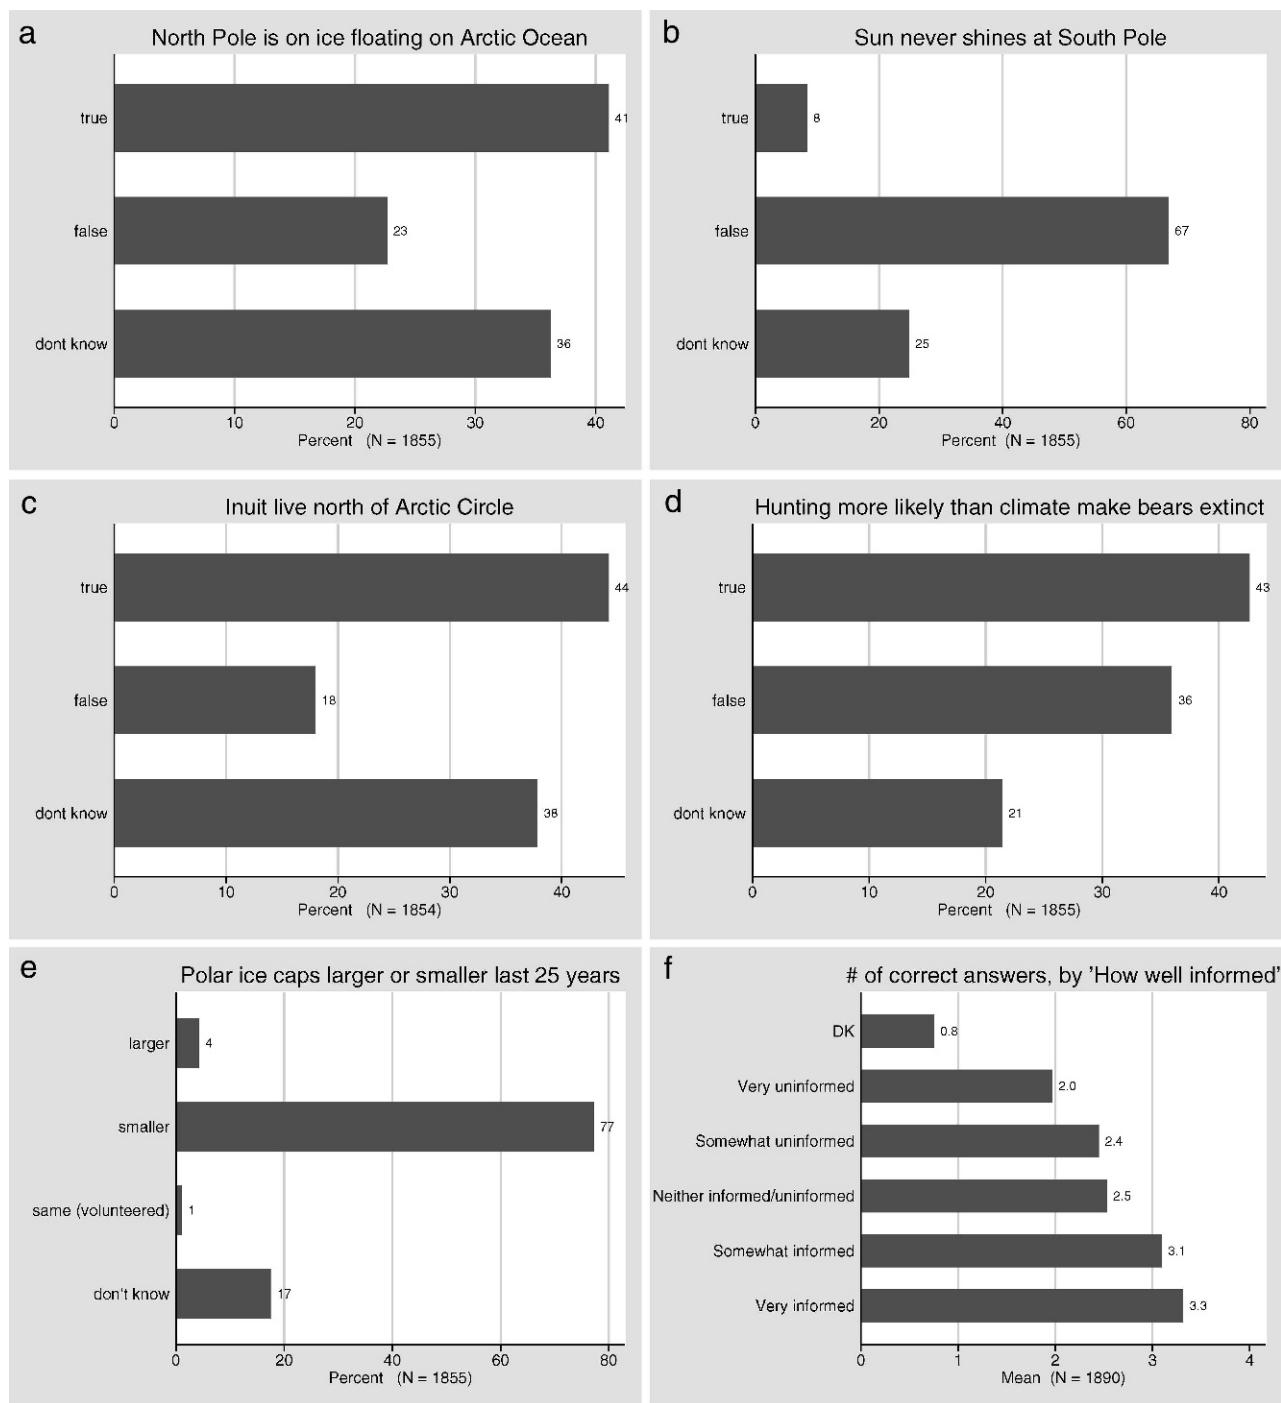 a
North Pole is on ice floating on Arctic Ocean
true
41
false
23
dont know
36
0 10 20 30 40
Percent (N = 1855)
b
Sun never shines at South Pole
true
8
false
67
dont know
25
0 20 40 60 80
Percent (N = 1855)
c
Inuit live north of Arctic Circle
true
44
false
18
dont know
38
0 10 20 30 40
Percent (N = 1854)
d
Hunting more likely than climate make bears extinct
true
43
false
36
dont know
21
0 10 20 30 40
Percent (N = 1855)
e
Polar ice caps larger or smaller last 25 years
larger
4
smaller
77
same (volunteered)
1
don't know
17
0 20 40 60 80
Percent (N = 1855)
f
# of correct answers, by 'How well informed'
DK
0.8
Very uninformed
2.0
Somewhat uninformed
2.4
Neither informed/uninformed
2.5
Somewhat informed
3.1
Very informed
3.3
0 1 2 3 4
Mean (N = 1890)